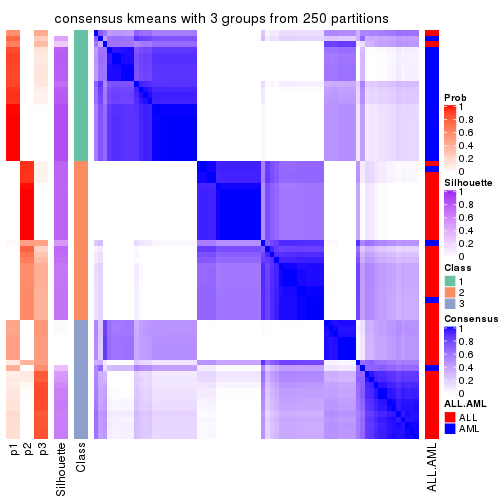 consensus kmeans with 3 groups from 250 partitions
Prob
1
0.8
0.6
0.4
0.2
0
Silhouette
1
0.8
0.6
0.4
0.2
0
Class
1
2
3
Consensus
1
0.8
0.6
0.4
0.2
0
ALL.AML
ALL
AML
p1
p2
p3
Silhouette
Class
ALL.AML